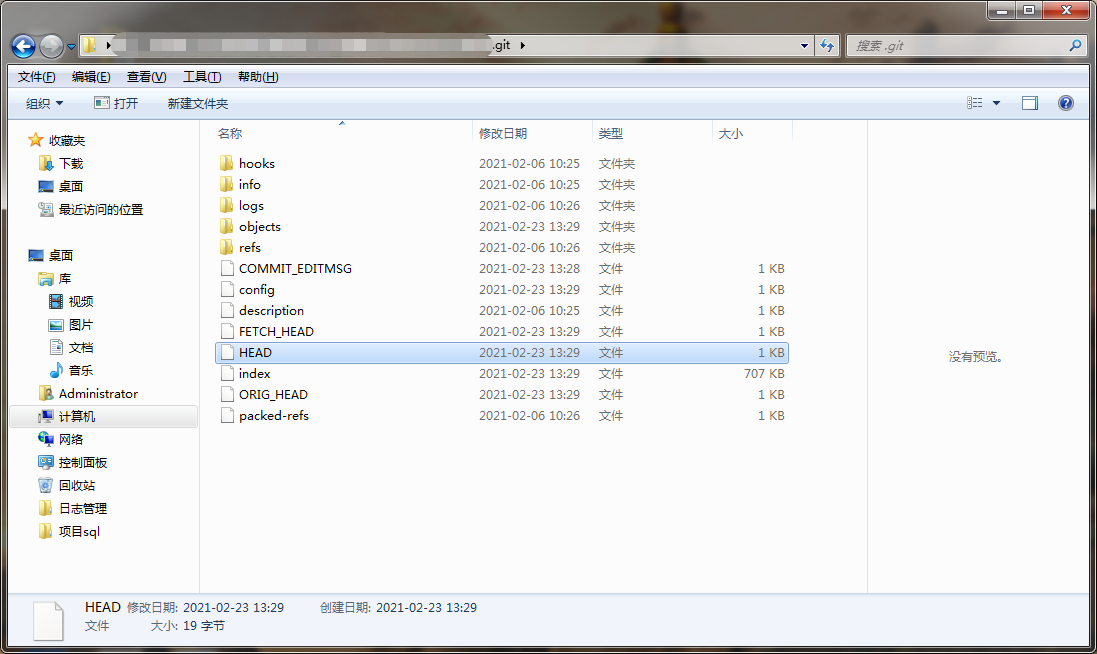 .git
搜索 .git
文件(F) 编辑(E) 查看(V) 工具(T) 帮助(H)
组织 打开 新建文件夹
收藏夹
下载
桌面
最近访问的位置
桌面
库
视频
图片
文档
音乐
Administrator
计算机
网络
控制面板
回收站
日志管理
项目sql
名称 修改日期 类型 大小
hooks 2021-02-06 10:25 文件夹
info 2021-02-06 10:25 文件夹
logs 2021-02-06 10:26 文件夹
objects 2021-02-23 13:29 文件夹
refs 2021-02-06 10:26 文件夹
COMMIT_EDITMSG 2021-02-23 13:28 文件 1 KB
config 2021-02-23 13:29 文件 1 KB
description 2021-02-06 10:25 文件 1 KB
FETCH_HEAD 2021-02-23 13:29 文件 1 KB
HEAD 2021-02-23 13:29 文件 1 KB
index 2021-02-23 13:29 文件 707 KB
ORIG_HEAD 2021-02-23 13:29 文件 1 KB
packed-refs 2021-02-06 10:26 文件 1 KB
没有预览。
HEAD 修改日期: 2021-02-23 13:29 创建日期: 2021-02-23 13:29
文件 大小: 19 字节